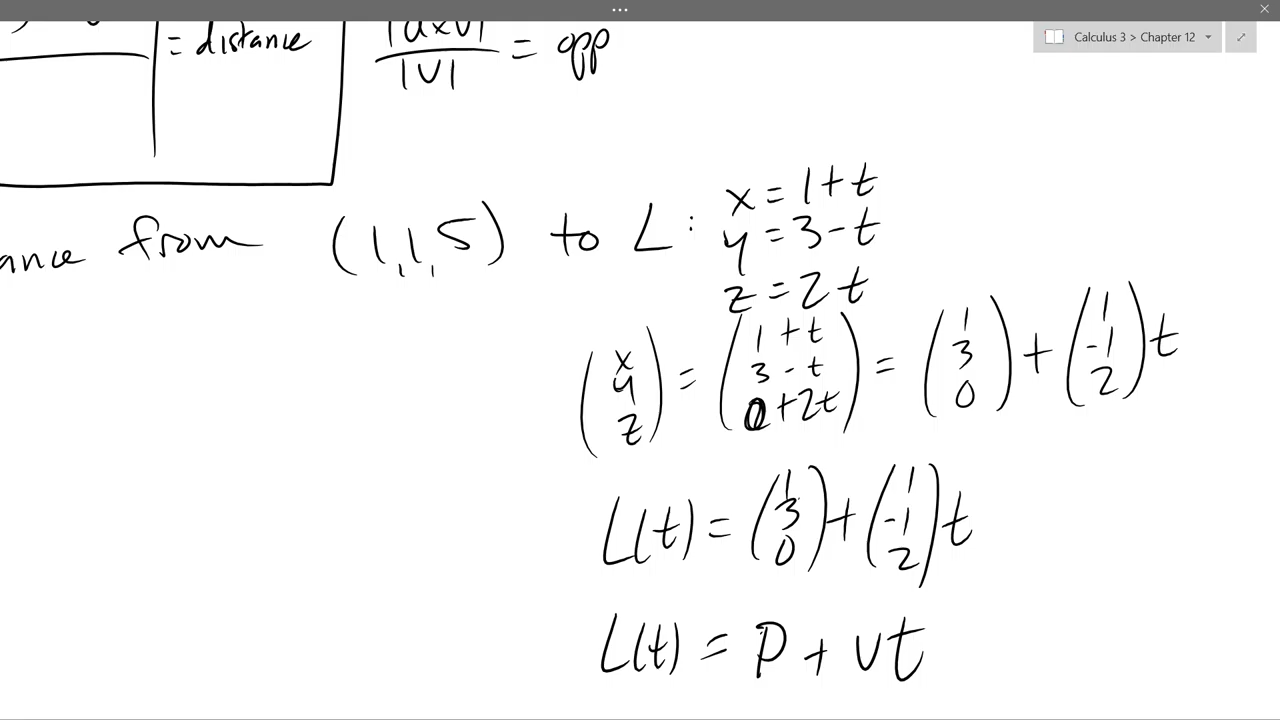 Calculus 3 > Chapter 12
= distance
|uxv| / |v| = opp
ance from (1,1,5) to L: x = 1+t
y = 3-t
z = 2t
(x y z) = (1+t 3-t 0+2t) = (1 3 0) + (1 -1 2)t
L(t) = (1 3 0) + (1 -1 2)t
L(t) = p + vt